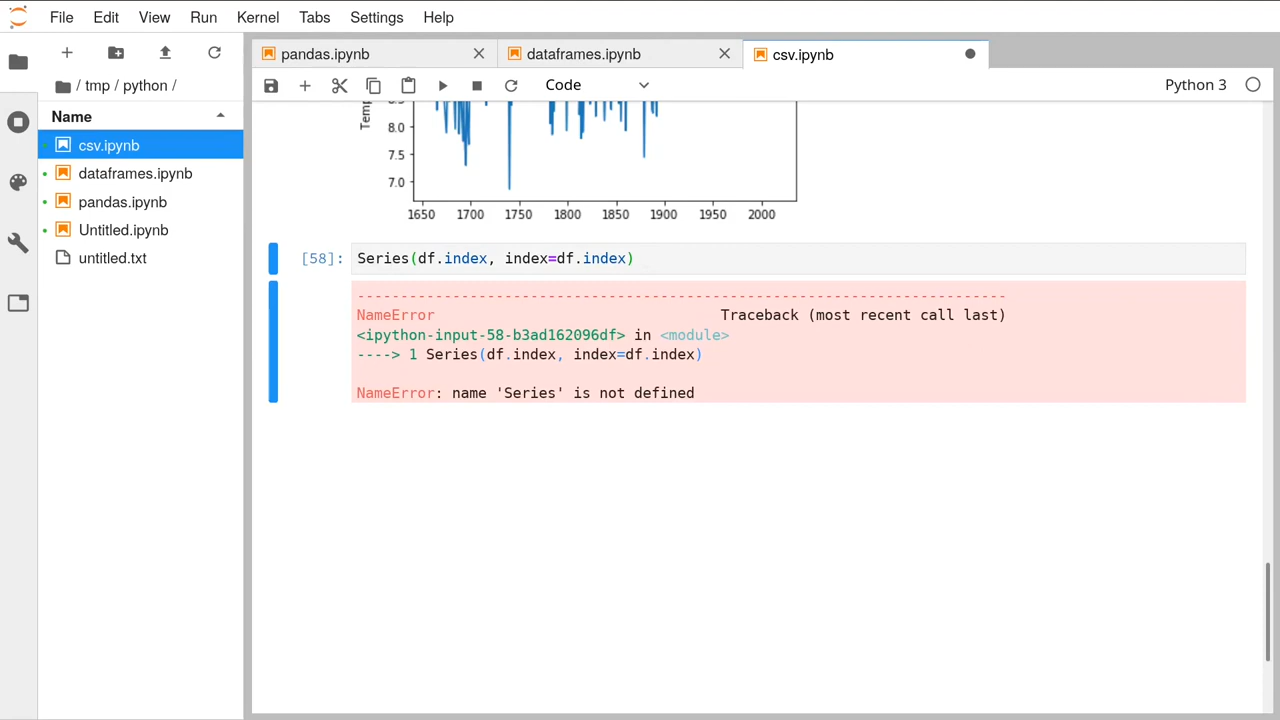 File Edit View Run Kernel Tabs Settings Help
pandas.ipynb
dataframes.ipynb
csv.ipynb
/ tmp / python /
Code
Python 3
Name
csv.ipynb
dataframes.ipynb
pandas.ipynb
Untitled.ipynb
untitled.txt
Temp
8.5
8.0
7.5
7.0
1650 1700 1750 1800 1850 1900 1950 2000
[58]: Series(df.index, index=df.index)
---------------------------------------------------------------------------
NameError Traceback (most recent call last)
<ipython-input-58-b3ad162096df> in <module>
----> 1 Series(df.index, index=df.index)
NameError: name 'Series' is not defined